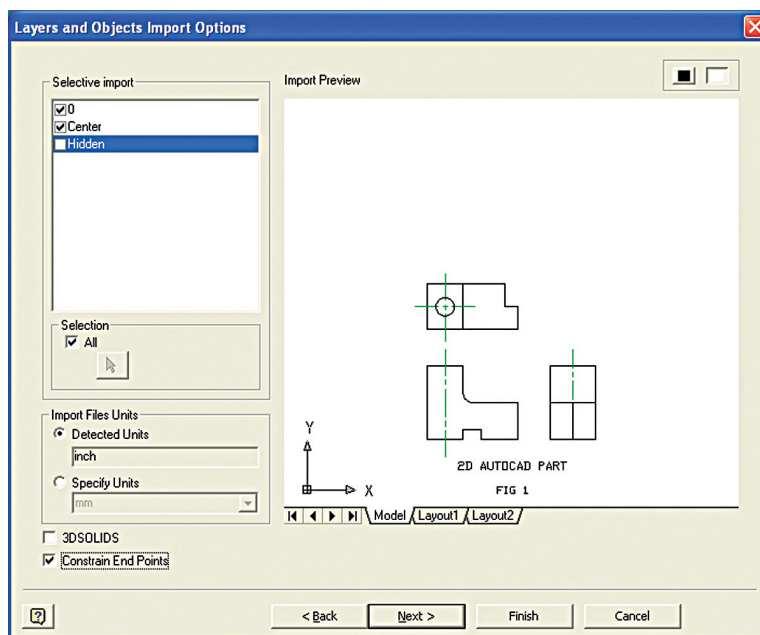 Layers and Objects Import Options
Selective import
0
Center
Hidden
Selection
All
Import Files Units
Detected Units
inch
Specify Units
mm
3DSOLIDS
Constrain End Points
Import Preview
Y
X
2D AUTOCAD PART
FIG 1
Model Layout1 Layout2
? < Back Next > Finish Cancel